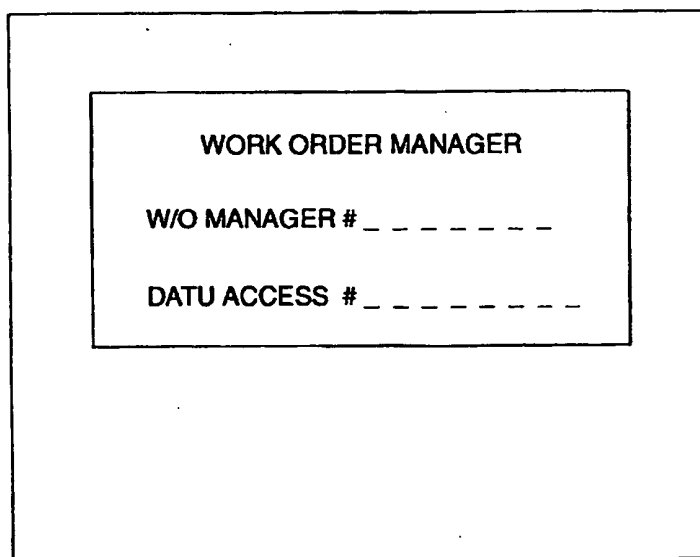 WORK ORDER MANAGER
W/O MANAGER # _ _ _ _ _ _ _
DATU ACCESS # _ _ _ _ _ _ _ _